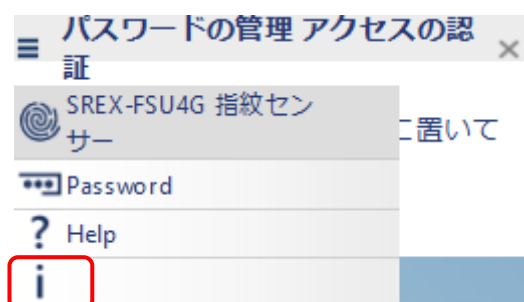 パスワードの管理 アクセスの認
証
SREX-FSU4G 指紋セン
サー
に置いて
Password
Help